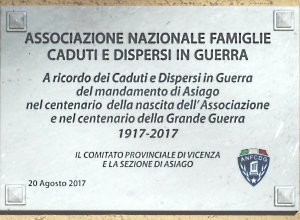 ASSOCIAZIONE NAZIONALE FAMIGLIE
CADUTI E DISPERSI IN GUERRA
A ricordo dei Caduti e Dispersi in Guerra
del mandamento di Asiago
nel centenario della nascita dell'Associazione
e nel centenario della Grande Guerra
1917-2017
IL COMITATO PROVINCIALE DI VICENZA
E LA SEZIONE DI ASIAGO
ANFCDG
20 Agosto 2017